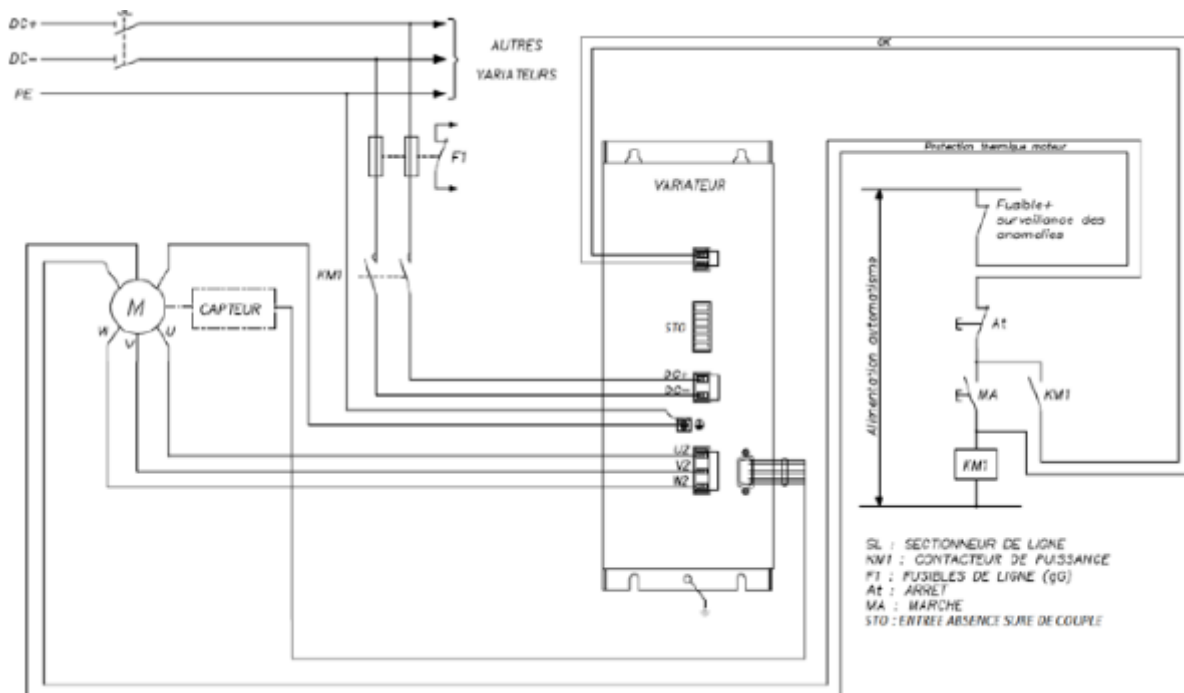 DC+
DC-
PE
AUTRES
VARIATEURS
F1
KM1
OK
Protection thermique moteur
VARIATEUR
STO
DC+
DC-
U2
V2
W2
M
W
V
U
CAPTEUR
Alimentation automatisme
Fusible+
surveillance des
anomalies
At
MA
KM1
KM1
SL : SECTIONNEUR DE LIGNE
KM1 : CONTACTEUR DE PUISSANCE
F1 : FUSIBLES DE LIGNE (gG)
At : ARRET
MA : MARCHE
STO : ENTREE ABSENCE SURE DE COUPLE